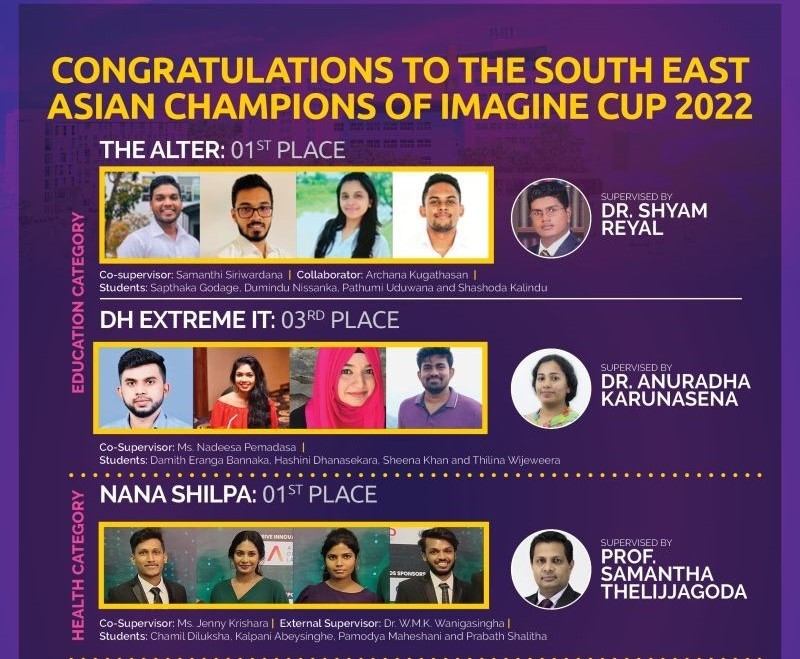 CONGRATULATIONS TO THE SOUTH EAST
ASIAN CHAMPIONS OF IMAGINE CUP 2022
EDUCATION CATEGORY
THE ALTER: 01ST PLACE
SUPERVISED BY
DR. SHYAM
REYAL
Co-supervisor: Samanthi Siriwardana | Collaborator: Archana Kugathasan |
Students: Sapthaka Godage, Dumindu Nissanka, Pathumi Uduwana and Shashoda Kalindu
DH EXTREME IT: 03RD PLACE
SUPERVISED BY
DR. ANURADHA
KARUNASENA
Co-Supervisor: Ms. Nadeesa Pemadasa |
Students: Damith Eranga Bannaka, Hashini Dhanasekara, Sheena Khan and Thilina Wijeweera
HEALTH CATEGORY
NANA SHILPA: 01ST PLACE
SUPERVISED BY
PROF.
SAMANTHA
THELIJJAGODA
Co-Supervisor: Ms. Jenny Krishara | External Supervisor: Dr. W.M.K. Wanigasingha |
Students: Chamil Diluksha, Kalpani Abeysinghe, Pamodya Maheshani and Prabath Shalitha